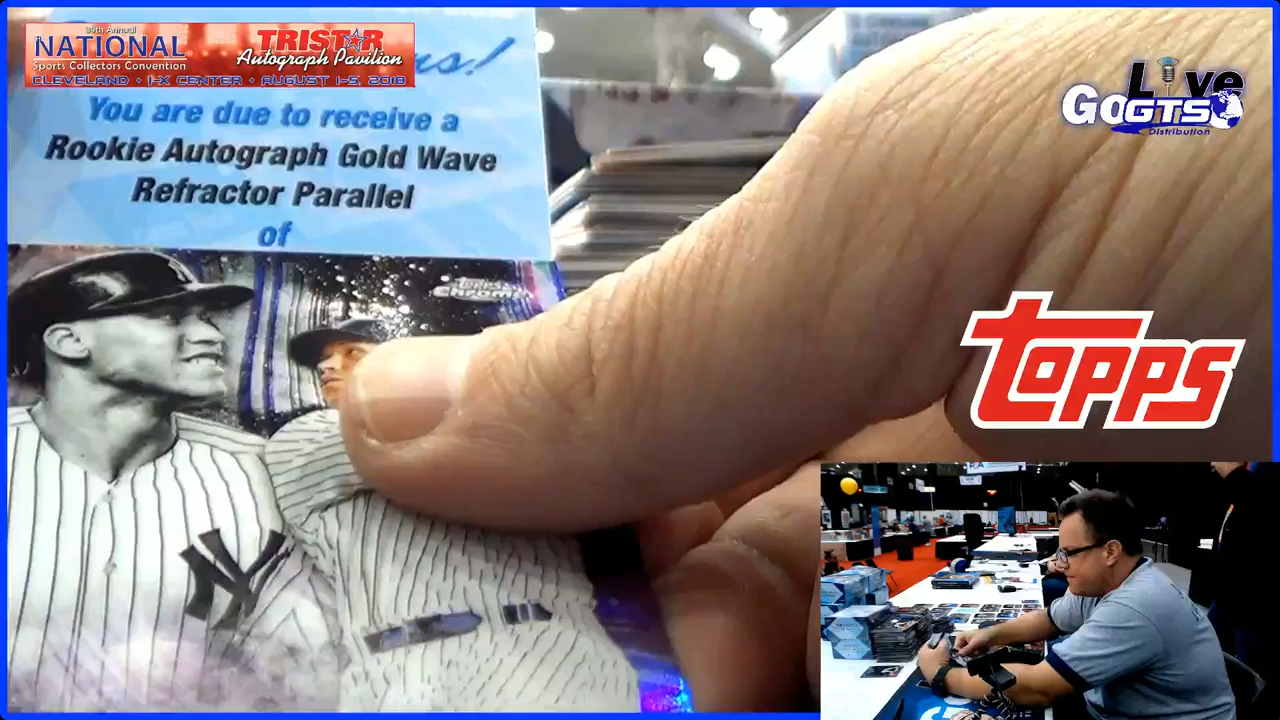 39th Annual
NATIONAL
Sports Collectors Convention
TRISTAR
Autograph Pavilion
CLEVELAND • I-X CENTER • AUGUST 1-5, 2018
You are due to receive a
Rookie Autograph Gold Wave
Refractor Parallel
of
Topps
Chrome
NY
Live
GOGTS
Distribution
Topps